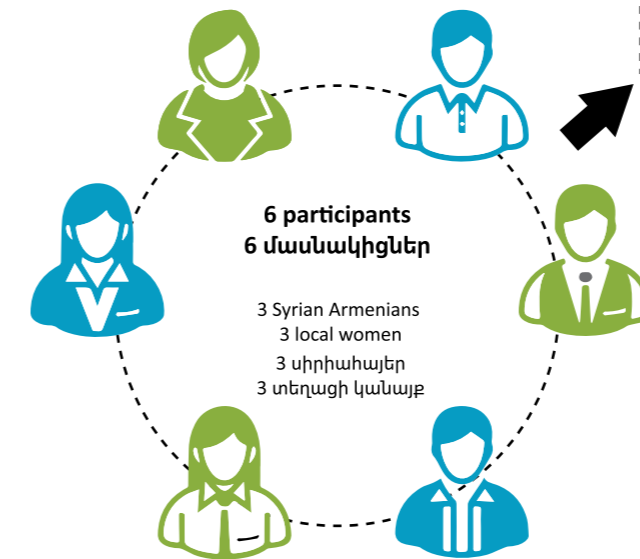 6 participants
6 մասնակիցներ
3 Syrian Armenians
3 local women
3 սիրիահայեր
3 տեղացի կանայք